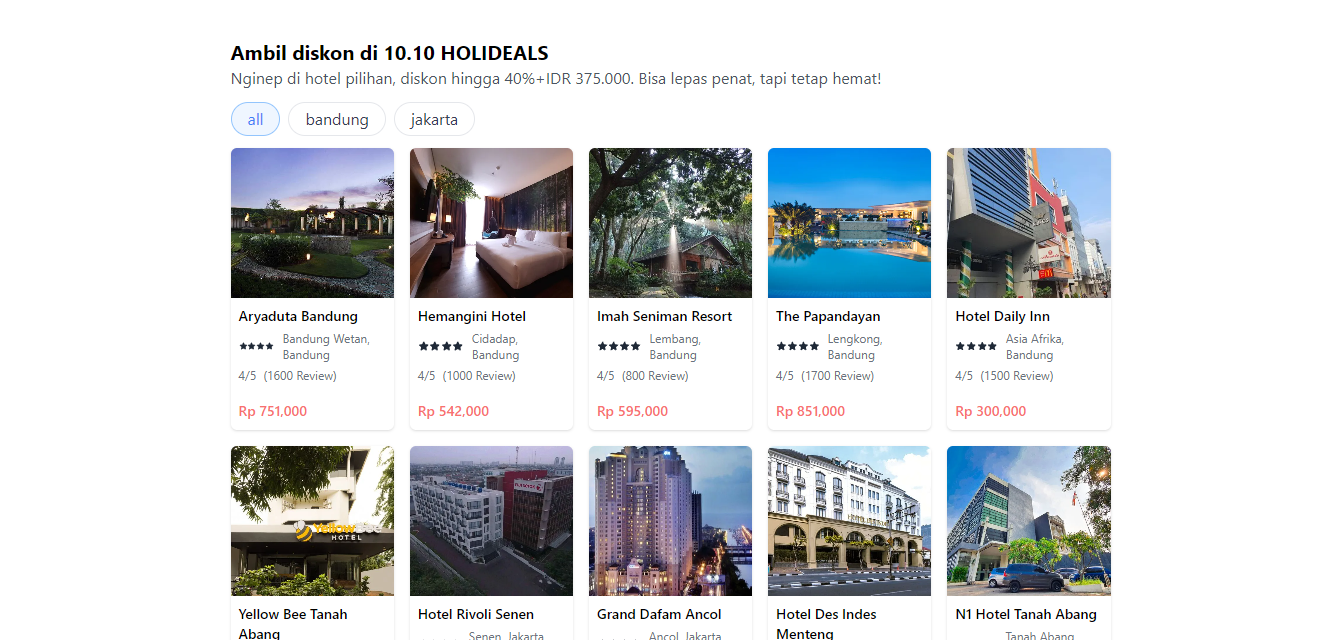 Ambil diskon di 10.10 HOLIDEALS
Nginep di hotel pilihan, diskon hingga 40%+IDR 375.000. Bisa lepas penat, tapi tetap hemat!
all
bandung
jakarta
Aryaduta Bandung
Bandung Wetan,
Bandung
4/5 (1600 Review)
Rp 751,000
Hemangini Hotel
Cidadap,
Bandung
4/5 (1000 Review)
Rp 542,000
Imah Seniman Resort
Lembang,
Bandung
4/5 (800 Review)
Rp 595,000
The Papandayan
Lengkong,
Bandung
4/5 (1700 Review)
Rp 851,000
Hotel Daily Inn
Asia Afrika,
Bandung
4/5 (1500 Review)
Rp 300,000
Yellow
HOTEL
Yellow Bee Tanah
Abang
Hotel Rivoli Senen
Senen, Jakarta
Grand Dafam Ancol
Ancol, Jakarta
Hotel Des Indes
Menteng
N1 Hotel Tanah Abang
Tanah Abang